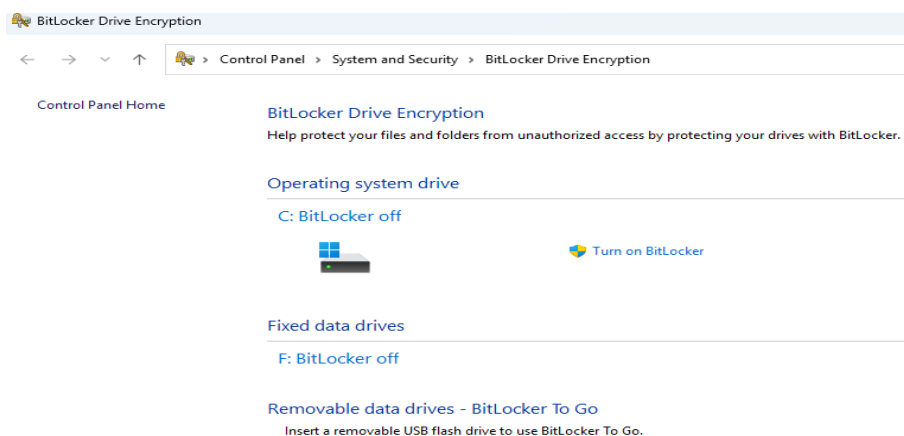 BitLocker Drive Encryption
Control Panel > System and Security > BitLocker Drive Encryption
Control Panel Home
BitLocker Drive Encryption
Help protect your files and folders from unauthorized access by protecting your drives with BitLocker.
Operating system drive
C: BitLocker off
Turn on BitLocker
Fixed data drives
F: BitLocker off
Removable data drives - BitLocker To Go
Insert a removable USB flash drive to use BitLocker To Go.